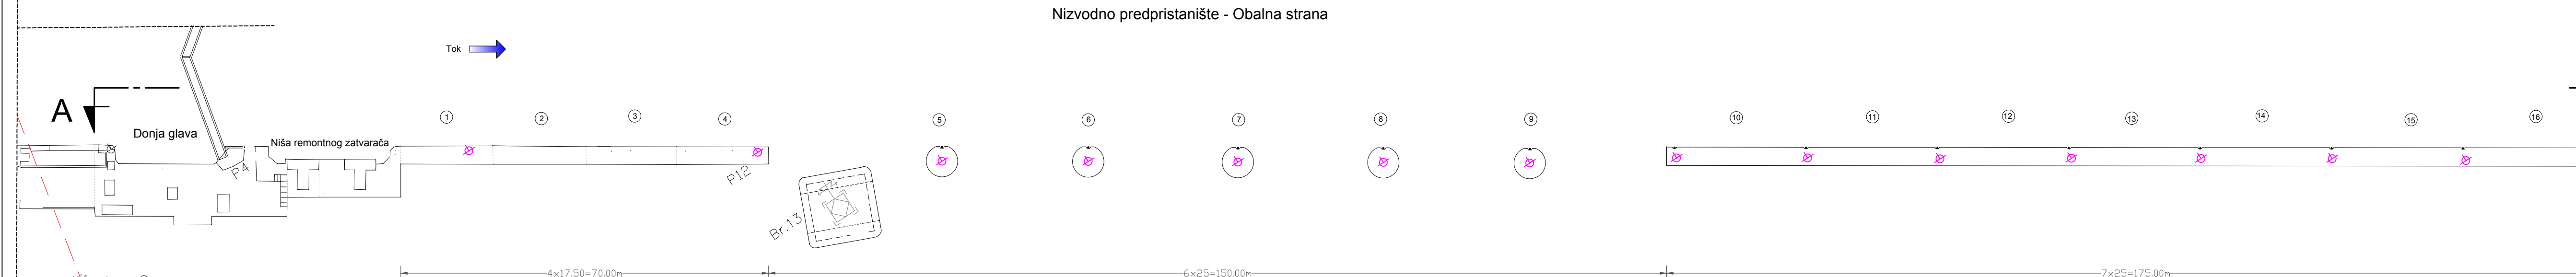 Nizvodno predpristanište - Obalna strana
Tok
A
Donja glava
Niša remontnog zatvarača
1
2
3
4
5
6
7
8
9
10
11
12
13
14
15
16
P4
P12
Br.13
4x17.50=70.00m
6x25=150.00m
7x25=175.00m